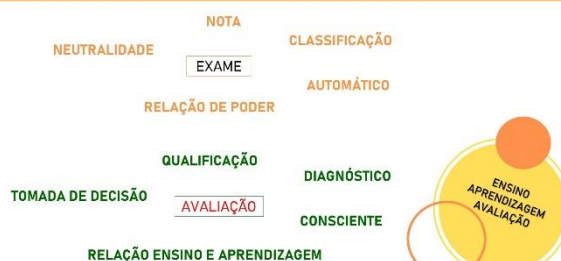 NOTA
NEUTRALIDADE
CLASSIFICAÇÃO
EXAME
AUTOMÁTICO
RELAÇÃO DE PODER
QUALIFICAÇÃO
DIAGNÓSTICO
TOMADA DE DECISÃO
AVALIAÇÃO
CONSCIENTE
RELAÇÃO ENSINO E APRENDIZAGEM
ENSINO
APRENDIZAGEM
AVALIAÇÃO